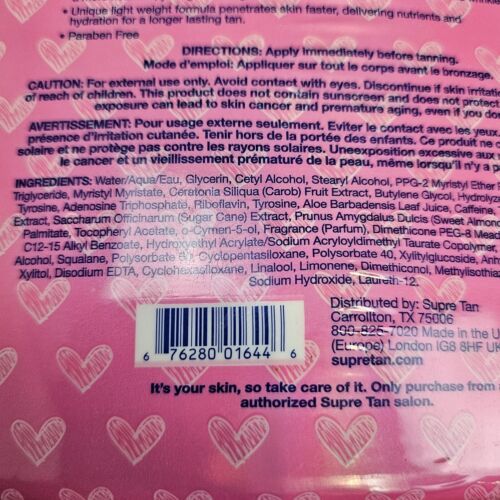 • Unique light weight formula penetrates skin faster, delivering nutrients and
hydration for a longer lasting tan.
• Paraben Free
DIRECTIONS: Apply immediately before tanning.
Mode d'emploi: Appliquer sur tout le corps avant le bronzage.
CAUTION: For external use only. Avoid contact with eyes. Discontinue if skin irritati
of reach of children. This product does not contain sunscreen and does not protec
exposure can lead to skin cancer and premature aging, even if you do
AVERTISSEMENT: Pour usage externe seulement. Eviter le contact avec les yeux.
présence d'irritation cutanée. Tenir hors de la portée des enfants. Ce produit ne c
solaire et ne protège pas contre les rayons solaires. Unexeposition excessive aux
le cancer et un vieillissement prématuré de la peau, même lorsqu'il n'y a p
INGREDIENTS: Water/Aqua/Eau, Glycerin, Cetyl Alcohol, Stearyl Alcohol, PPG-2 Myristyl Ether
Triglyceride, Myristyl Myristate, Ceratonia Siliqua (Carob) Fruit Extract, Butylene Glycol, Hydrolyz
Tyrosine, Adenosine Triphosphate, Riboflavin, Tyrosine, Aloe Barbadensis Leaf Juice, Caffeine,
Extract, Saccharum Officinarum (Sugar Cane) Extract, Prunus Amygdalus Dulcis (Sweet Almond
Palmitate, Tocopheryl Acetate, o-Cymen-5-ol, Fragrance (Parfum), Dimethicone PEG-8 Mead
C12-15 Alkyl Benzoate, Hydroxyethyl Acrylate/Sodium Acryloyldimethyl Taurate Copolymer,
Alcohol, Squalane, Polysorbate 60, Cyclopentasiloxane, Polysorbate 40, Xylitylglucoside, Anhy
Xylitol, Disodium EDTA, Cyclohexasiloxane, Linalool, Limonene, Dimethiconol, Methylisothiaz
Sodium Hydroxide, Laureth-12.
Distributed by: Supre Tan
Carrollton, TX 75006
800-825-7020 Made in the U
(Europe) London IG8 8HF UK
supretan.com
6 76280 01644 6
It's your skin, so take care of it. Only purchase from a
authorized Supre Tan salon.